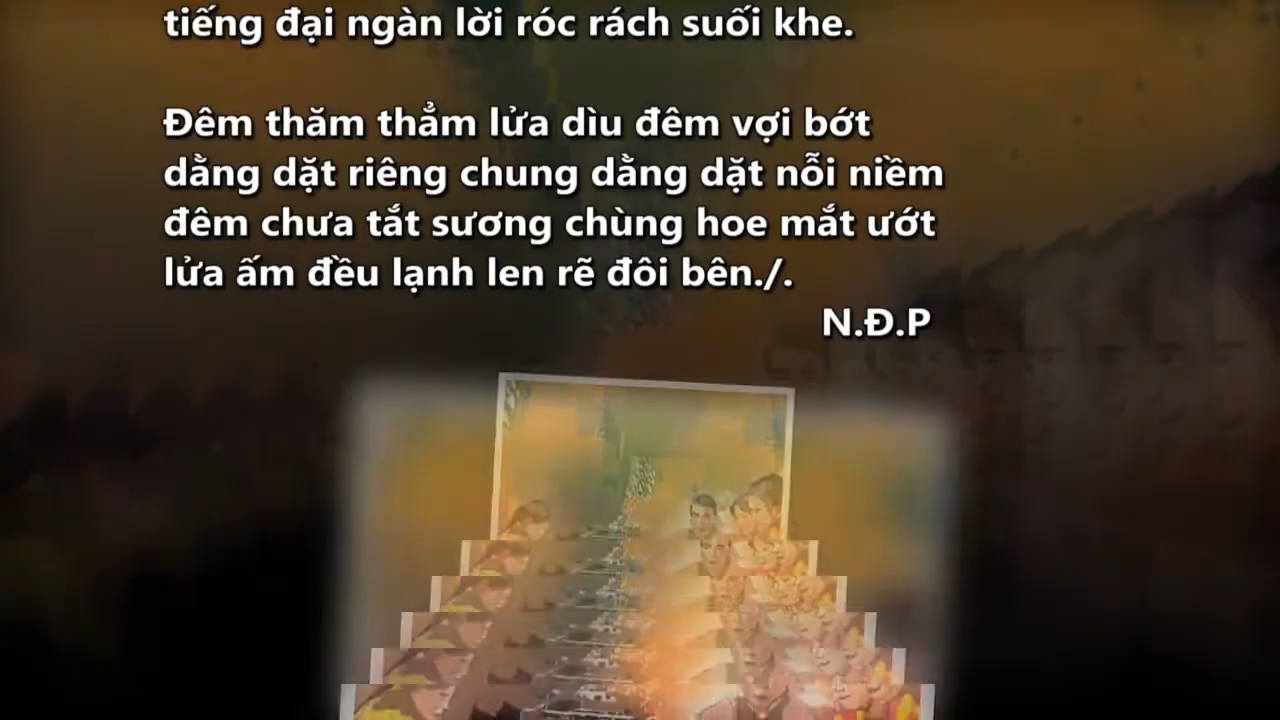 tiếng đại ngàn lời róc rách suối khe.
Đêm thăm thẳm lửa dìu đêm vợi bớt
dằng dặt riêng chung dằng dặt nỗi niềm
đêm chưa tắt sương chùng hoe mắt ướt
lửa ấm đều lạnh len rẽ đôi bên./.
N.Đ.P